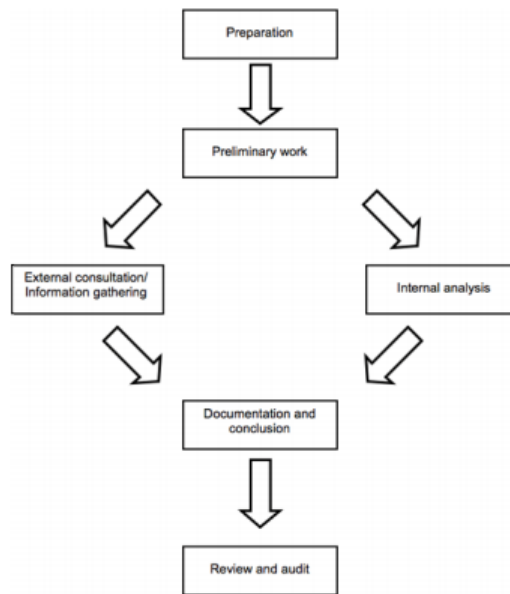 Preparation
Preliminary work
External consultation/
Information gathering
Internal analysis
Documentation and
conclusion
Review and audit